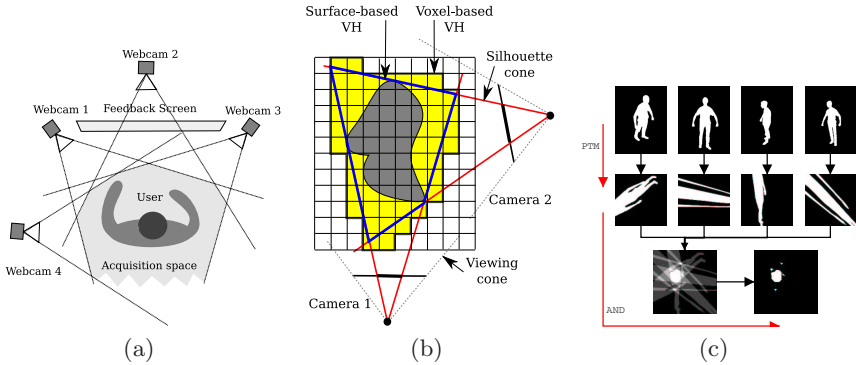 Webcam 2
Webcam 1
Feedback Screen
Webcam 3
User
Webcam 4
Acquisition space
(a)
Surface-based
VH
Voxel-based
VH
Silhouette
cone
Camera 2
Viewing
cone
Camera 1
(b)
PTM
AND
(c)